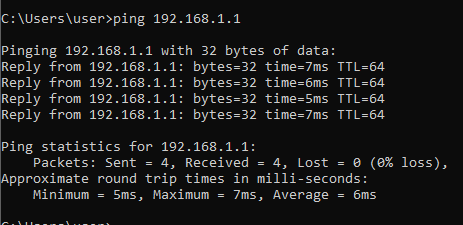 C:\Users\user>ping 192.168.1.1
Pinging 192.168.1.1 with 32 bytes of data:
Reply from 192.168.1.1: bytes=32 time=7ms TTL=64
Reply from 192.168.1.1: bytes=32 time=6ms TTL=64
Reply from 192.168.1.1: bytes=32 time=5ms TTL=64
Reply from 192.168.1.1: bytes=32 time=7ms TTL=64
Ping statistics for 192.168.1.1:
    Packets: Sent = 4, Received = 4, Lost = 0 (0% loss),
Approximate round trip times in milli-seconds:
    Minimum = 5ms, Maximum = 7ms, Average = 6ms
C:\Users\user>